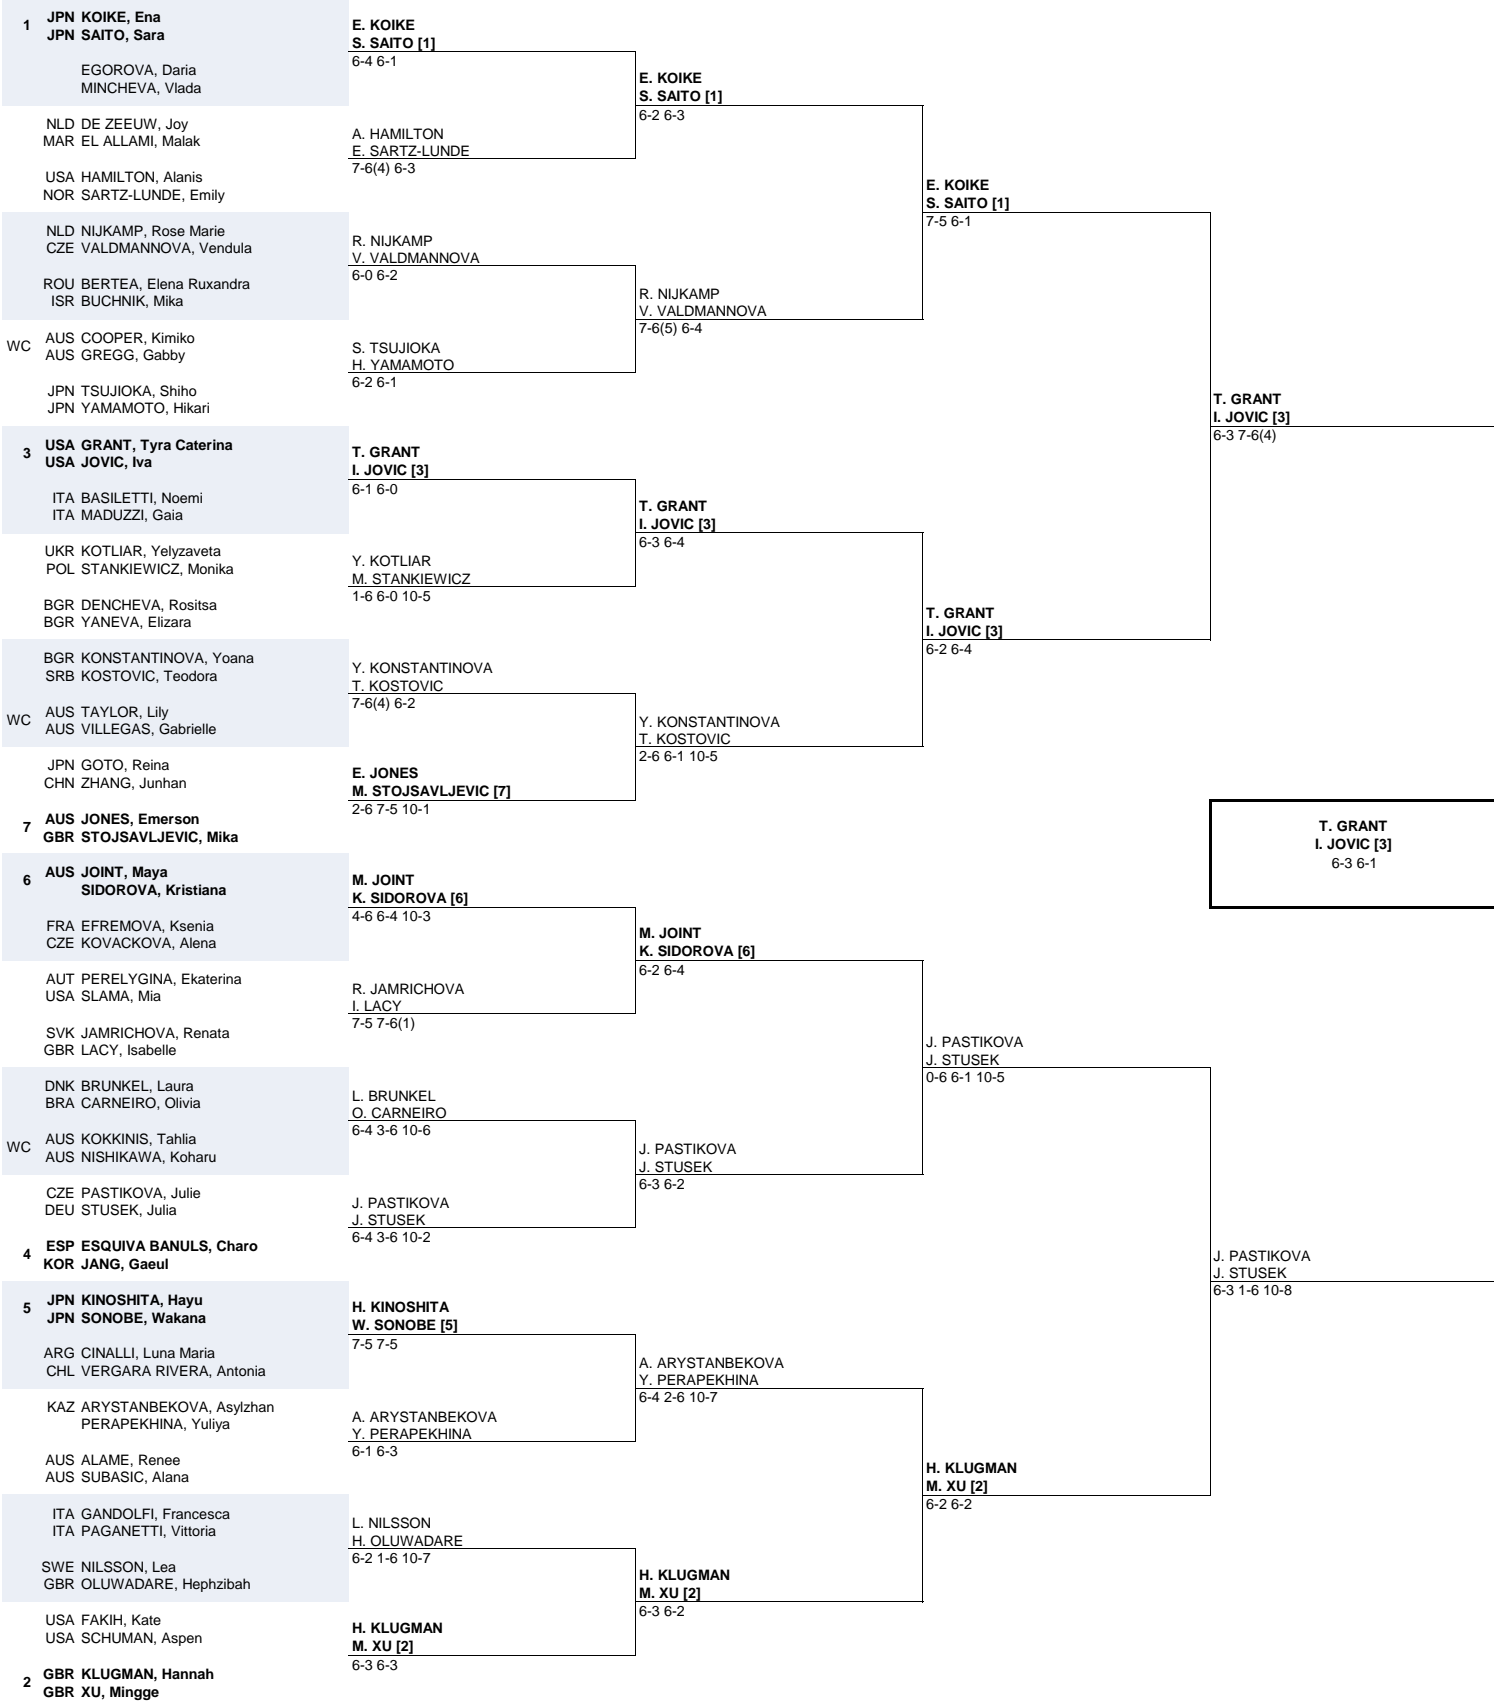 1
JPN KOIKE, Ena
JPN SAITO, Sara
EGOROVA, Daria
MINCHEVA, Vlada
NLD DE ZEEUW, Joy
MAR EL ALLAMI, Malak
USA HAMILTON, Alanis
NOR SARTZ-LUNDE, Emily
NLD NIJKAMP, Rose Marie
CZE VALDMANNOVA, Vendula
ROU BERTEA, Elena Ruxandra
ISR BUCHNIK, Mika
WC
AUS COOPER, Kimiko
AUS GREGG, Gabby
JPN TSUJIOKA, Shiho
JPN YAMAMOTO, Hikari
3
USA GRANT, Tyra Caterina
USA JOVIC, Iva
ITA BASILETTI, Noemi
ITA MADUZZI, Gaia
UKR KOTLIAR, Yelyzaveta
POL STANKIEWICZ, Monika
BGR DENCHEVA, Rositsa
BGR YANEVA, Elizara
BGR KONSTANTINOVA, Yoana
SRB KOSTOVIC, Teodora
WC
AUS TAYLOR, Lily
AUS VILLEGAS, Gabrielle
JPN GOTO, Reina
CHN ZHANG, Junhan
7
AUS JONES, Emerson
GBR STOJSAVLJEVIC, Mika
6
AUS JOINT, Maya
SIDOROVA, Kristiana
FRA EFREMOVA, Ksenia
CZE KOVACKOVA, Alena
AUT PERELYGINA, Ekaterina
USA SLAMA, Mia
SVK JAMRICHOVA, Renata
GBR LACY, Isabelle
DNK BRUNKEL, Laura
BRA CARNEIRO, Olivia
WC
AUS KOKKINIS, Tahlia
AUS NISHIKAWA, Koharu
CZE PASTIKOVA, Julie
DEU STUSEK, Julia
4
ESP ESQUIVA BANULS, Charo
KOR JANG, Gaeul
5
JPN KINOSHITA, Hayu
JPN SONOBE, Wakana
ARG CINALLI, Luna Maria
CHL VERGARA RIVERA, Antonia
KAZ ARYSTANBEKOVA, Asylzhan
PERAPEKHINA, Yuliya
AUS ALAME, Renee
AUS SUBASIC, Alana
ITA GANDOLFI, Francesca
ITA PAGANETTI, Vittoria
SWE NILSSON, Lea
GBR OLUWADARE, Hephzibah
USA FAKIH, Kate
USA SCHUMAN, Aspen
2
GBR KLUGMAN, Hannah
GBR XU, Mingge
E. KOIKE
S. SAITO [1]
6-4 6-1
A. HAMILTON
E. SARTZ-LUNDE
7-6(4) 6-3
R. NIJKAMP
V. VALDMANNOVA
6-0 6-2
S. TSUJIOKA
H. YAMAMOTO
6-2 6-1
T. GRANT
I. JOVIC [3]
6-1 6-0
Y. KOTLIAR
M. STANKIEWICZ
1-6 6-0 10-5
Y. KONSTANTINOVA
T. KOSTOVIC
7-6(4) 6-2
E. JONES
M. STOJSAVLJEVIC [7]
2-6 7-5 10-1
M. JOINT
K. SIDOROVA [6]
4-6 6-4 10-3
R. JAMRICHOVA
I. LACY
7-5 7-6(1)
L. BRUNKEL
O. CARNEIRO
6-4 3-6 10-6
J. PASTIKOVA
J. STUSEK
6-4 3-6 10-2
H. KINOSHITA
W. SONOBE [5]
7-5 7-5
A. ARYSTANBEKOVA
Y. PERAPEKHINA
6-1 6-3
L. NILSSON
H. OLUWADARE
6-2 1-6 10-7
H. KLUGMAN
M. XU [2]
6-3 6-3
E. KOIKE
S. SAITO [1]
6-2 6-3
R. NIJKAMP
V. VALDMANNOVA
7-6(5) 6-4
T. GRANT
I. JOVIC [3]
6-3 6-4
Y. KONSTANTINOVA
T. KOSTOVIC
2-6 6-1 10-5
M. JOINT
K. SIDOROVA [6]
6-2 6-4
J. PASTIKOVA
J. STUSEK
6-3 6-2
A. ARYSTANBEKOVA
Y. PERAPEKHINA
6-4 2-6 10-7
H. KLUGMAN
M. XU [2]
6-3 6-2
E. KOIKE
S. SAITO [1]
7-5 6-1
T. GRANT
I. JOVIC [3]
6-2 6-4
J. PASTIKOVA
J. STUSEK
0-6 6-1 10-5
H. KLUGMAN
M. XU [2]
6-2 6-2
T. GRANT
I. JOVIC [3]
6-3 7-6(4)
J. PASTIKOVA
J. STUSEK
6-3 1-6 10-8
T. GRANT
I. JOVIC [3]
6-3 6-1